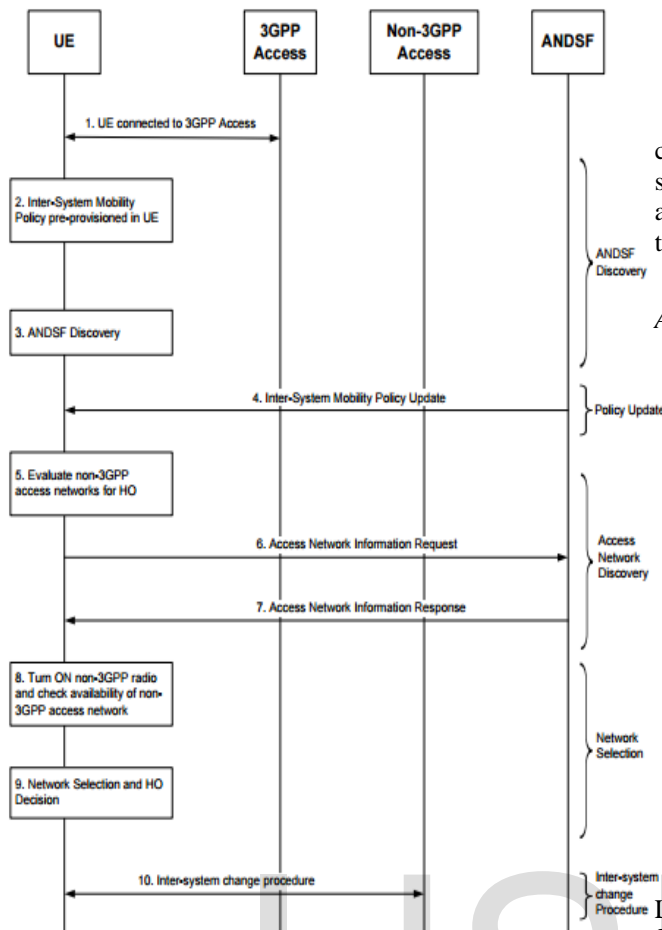 UE
3GPP
Access
Non-3GPP
Access
ANDSF
1. UE connected to 3GPP Access
2. Inter-System Mobility
Policy pre-provisioned in UE
ANDSF
Discovery
3. ANDSF Discovery
4. Inter-System Mobility Policy Update
Policy Update
5. Evaluate non-3GPP
access networks for HO
6. Access Network Information Request
Access
Network
Discovery
7. Access Network Information Response
8. Turn ON non-3GPP radio
and check availability of non-
3GPP access network
Network
Selection
9. Network Selection and HO
Decision
10. Inter-system change procedure
Inter-system
change
Procedure
c
s
a
t
A